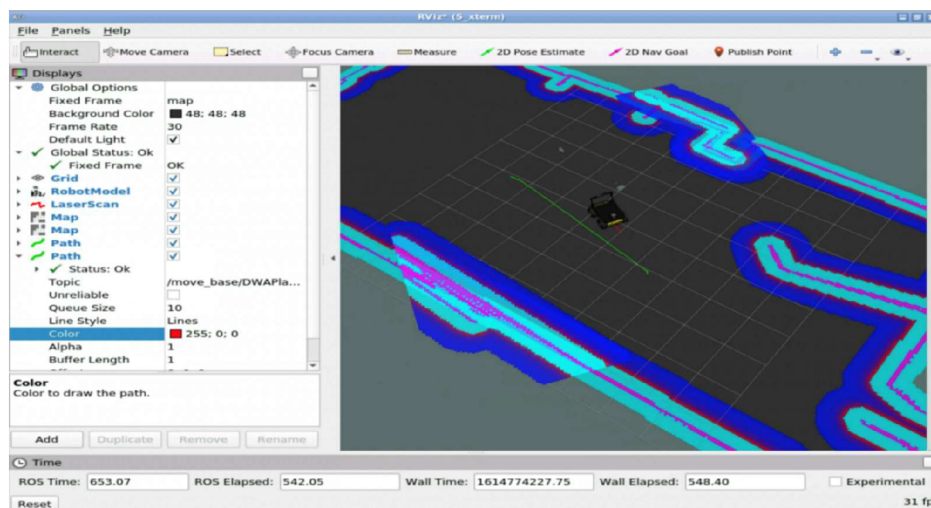 RViz* (5_xterm)
File Panels Help
Interact Move Camera Select Focus Camera Measure 2D Pose Estimate 2D Nav Goal Publish Point
Displays
Global Options
Fixed Frame map
Background Color 48; 48; 48
Frame Rate 30
Default Light
Global Status: Ok
Fixed Frame OK
Grid
RobotModel
LaserScan
Map
Map
Path
Path
Status: Ok
Topic /move_base/DWAPla...
Unreliable
Queue Size 10
Line Style Lines
Color 255; 0; 0
Alpha 1
Buffer Length 1
Color
Color to draw the path.
Add Duplicate Remove Rename
Time
ROS Time: 653.07 ROS Elapsed: 542.05 Wall Time: 1614774227.75 Wall Elapsed: 548.40 Experimental
Reset 31 fp